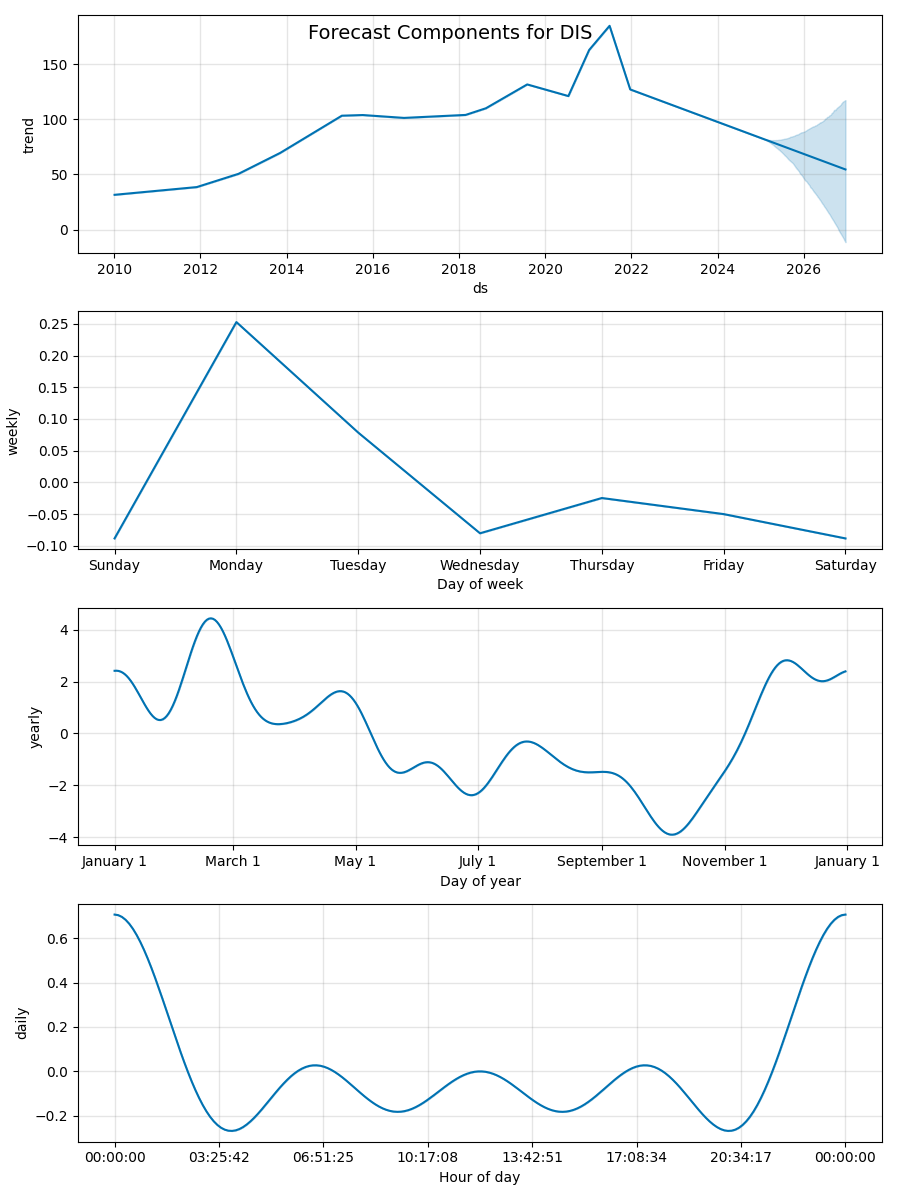 Forecast Components for DIS
trend
150
100
50
0
2010 2012 2014 2016 2018 2020 2022 2024 2026
ds
weekly
0.25
0.20
0.15
0.10
0.05
0.00
−0.05
−0.10
Sunday Monday Tuesday Wednesday Thursday Friday Saturday
Day of week
yearly
4
2
0
−2
−4
January 1 March 1 May 1 July 1 September 1 November 1 January 1
Day of year
daily
0.6
0.4
0.2
0.0
−0.2
00:00:00 03:25:42 06:51:25 10:17:08 13:42:51 17:08:34 20:34:17 00:00:00
Hour of day